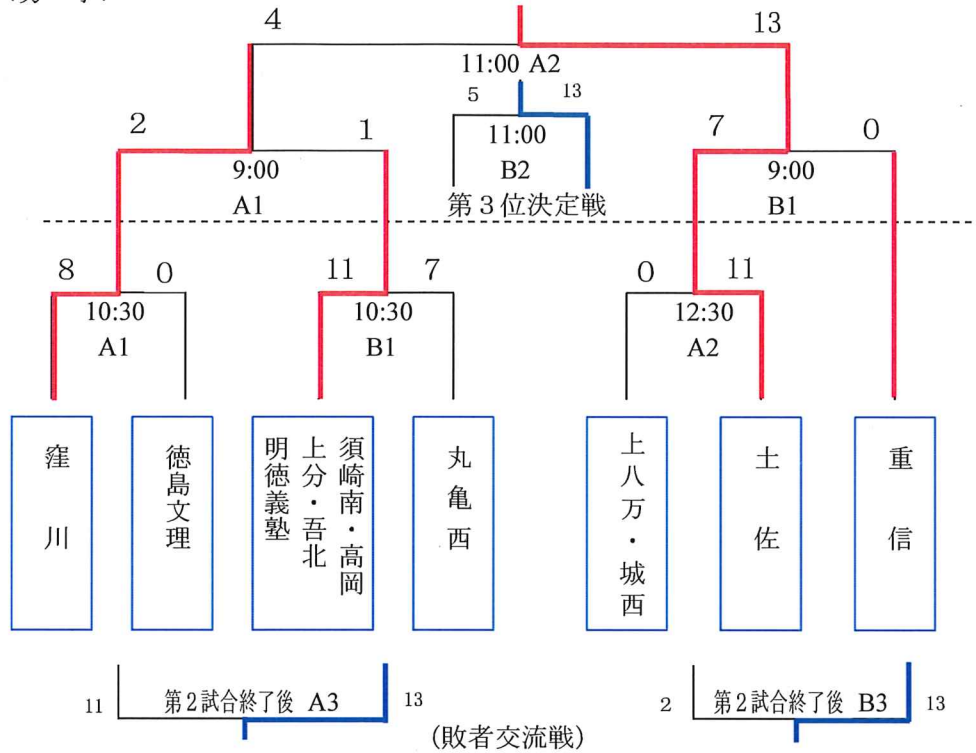 4
13
11:00 A2
5
13
2
1
11:00
7
0
9:00
B2
9:00
A1
第3位決定戦
B1
8
0
11
7
0
11
10:30
10:30
12:30
A1
B1
A2
窪川
徳島文理
須崎南・高岡
上分・吾北
明徳義塾
丸亀西
上八万・城西
土佐
重信
11
第2試合終了後 A3
13
2
第2試合終了後 B3
13
(敗者交流戦)